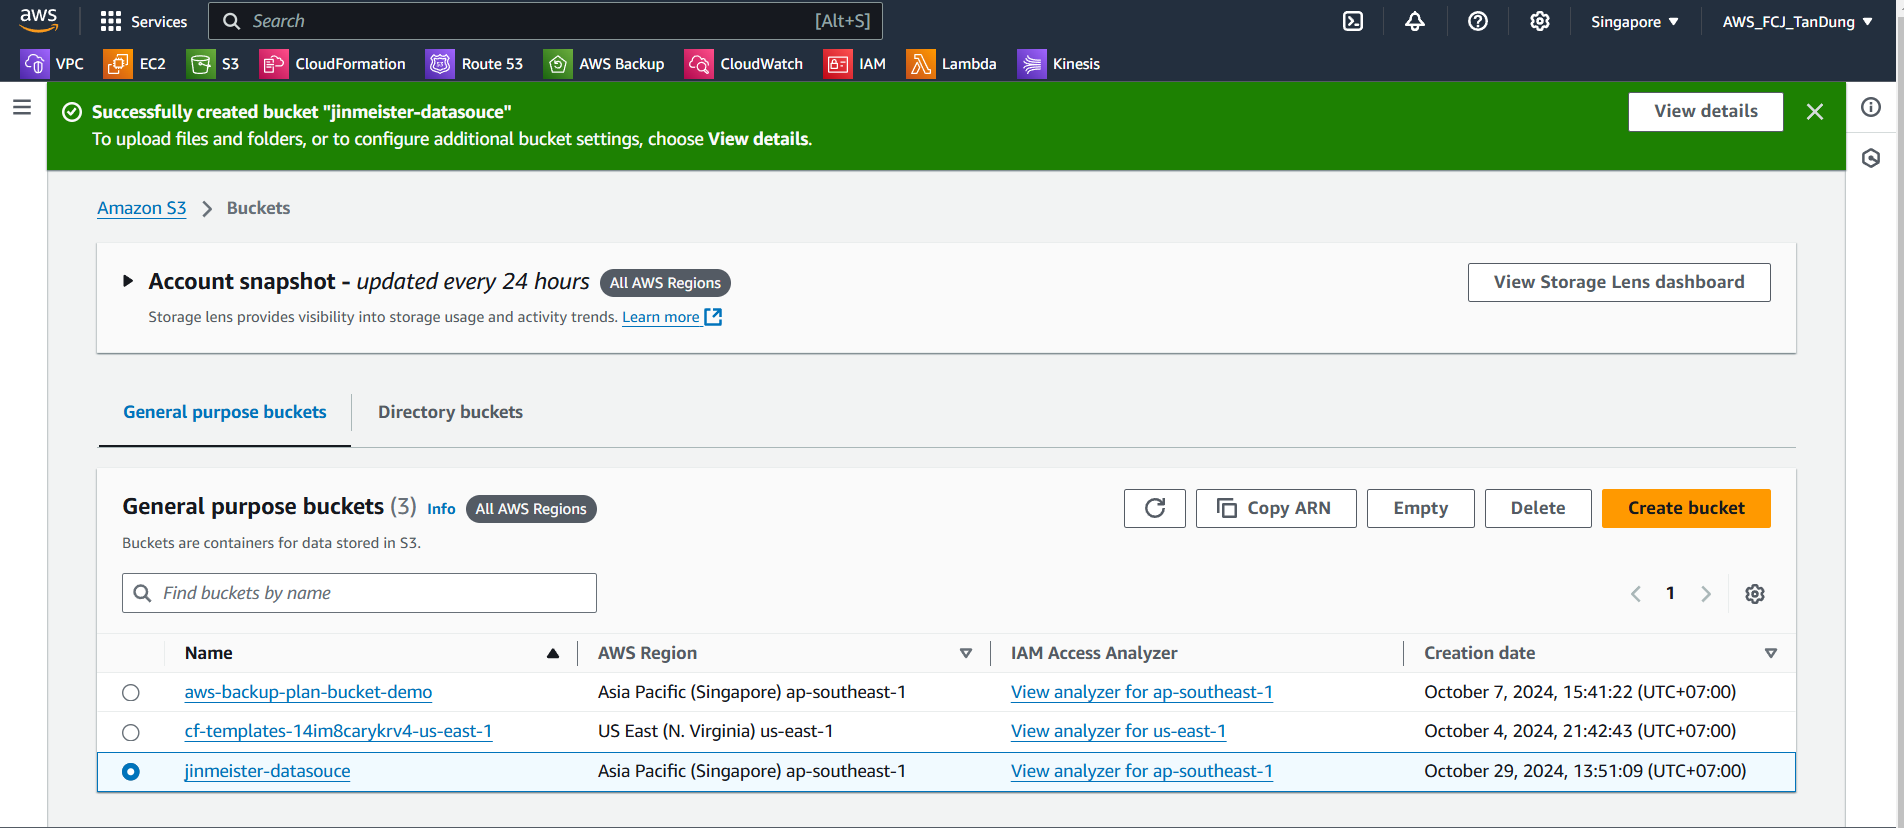 aws
Services
Search [Alt+S]
Singapore
AWS_FCJ_TanDung
VPC EC2 S3 CloudFormation Route 53 AWS Backup CloudWatch IAM Lambda Kinesis
Successfully created bucket "jinmeister-datasouce"
To upload files and folders, or to configure additional bucket settings, choose View details.
View details
Amazon S3 Buckets
Account snapshot - updated every 24 hours All AWS Regions
Storage lens provides visibility into storage usage and activity trends. Learn more
View Storage Lens dashboard
General purpose buckets Directory buckets
General purpose buckets (3) Info All AWS Regions
Buckets are containers for data stored in S3.
Copy ARN Empty Delete Create bucket
Find buckets by name
1
Name AWS Region IAM Access Analyzer Creation date
aws-backup-plan-bucket-demo Asia Pacific (Singapore) ap-southeast-1 View analyzer for ap-southeast-1 October 7, 2024, 15:41:22 (UTC+07:00)
cf-templates-14im8carykrv4-us-east-1 US East (N. Virginia) us-east-1 View analyzer for us-east-1 October 4, 2024, 21:42:43 (UTC+07:00)
jinmeister-datasouce Asia Pacific (Singapore) ap-southeast-1 View analyzer for ap-southeast-1 October 29, 2024, 13:51:09 (UTC+07:00)